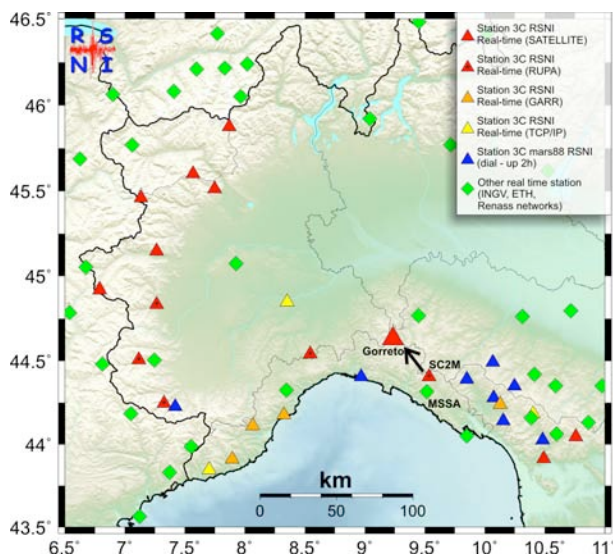 46.5°
46°
45.5°
45°
44.5°
44°
43.5°
R S
N I
Station 3C RSNI
Real-time (SATELLITE)
Station 3C RSNI
Real-time (RUPA)
Station 3C RSNI
Real-time (GARR)
Station 3C RSNI
Real-time (TCP/IP)
Station 3C mars88 RSNI
(dial - up 2h)
Other real time station
(INGV, ETH,
Renass networks)
Gorreto
SC2M
MSSA
km
0 50 100
6.5° 7° 7.5° 8° 8.5° 9° 9.5° 10° 10.5° 11°